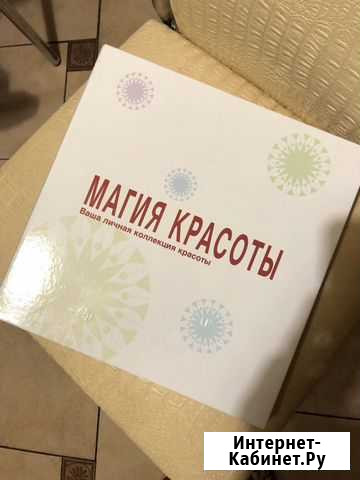 МАГИЯ КРАСОТЫ
Ваша личная коллекция красоты
Интернет-
Кабинет.Ру